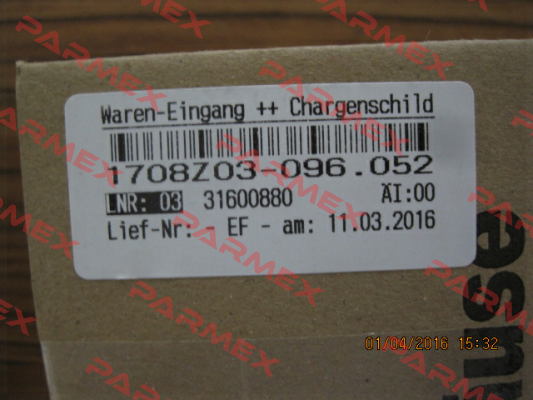 Waren-Eingang ++ Chargenschild
1708Z03-096.052
LNR: 03 31600880 ÄI:00
Lief-Nr: - EF - am: 11.03.2016
01/04/2016 15:32
PARMEX